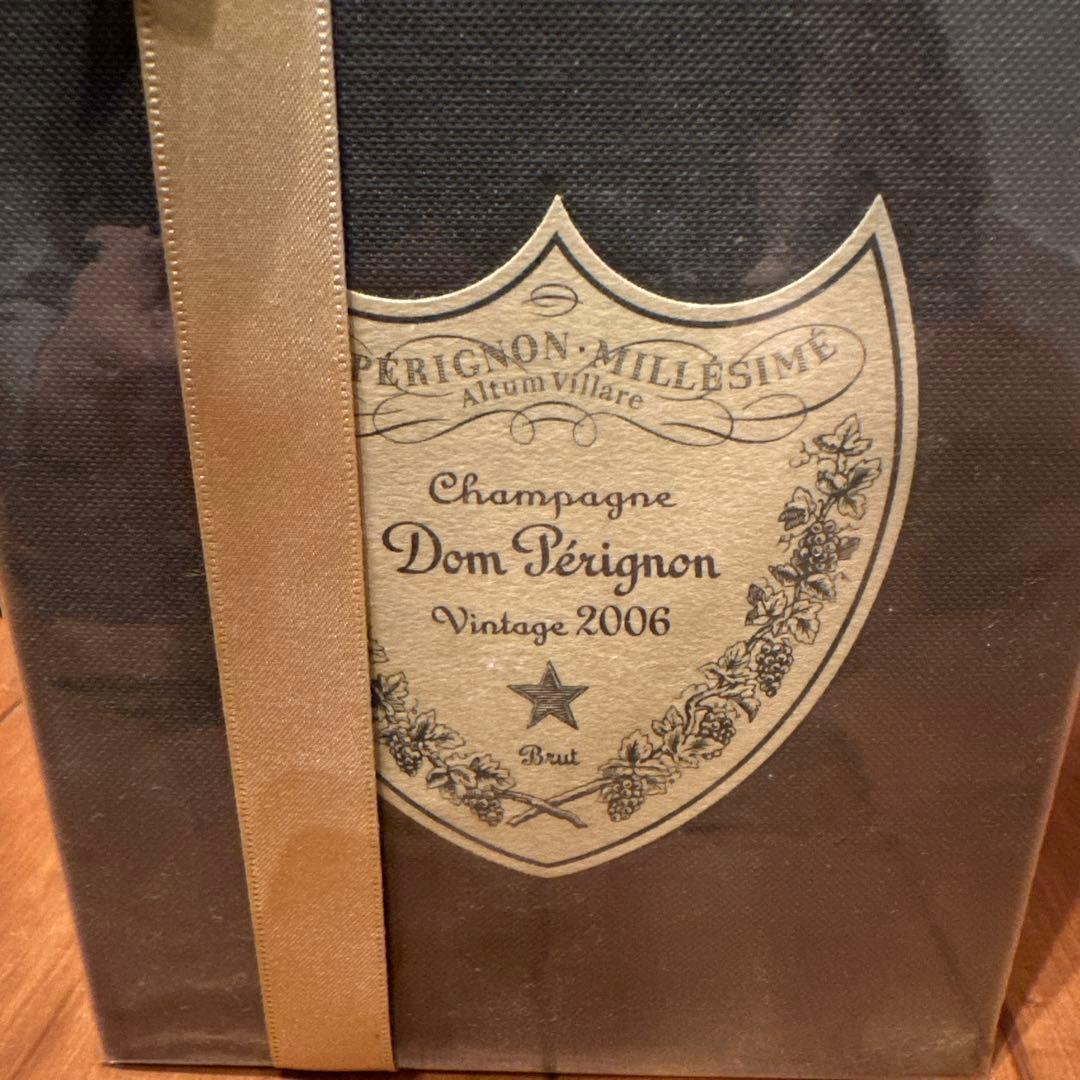 PÉRIGNON · MILLÉSIMÉ
Altum Villare
Champagne
Dom Pérignon
Vintage 2006
Brut